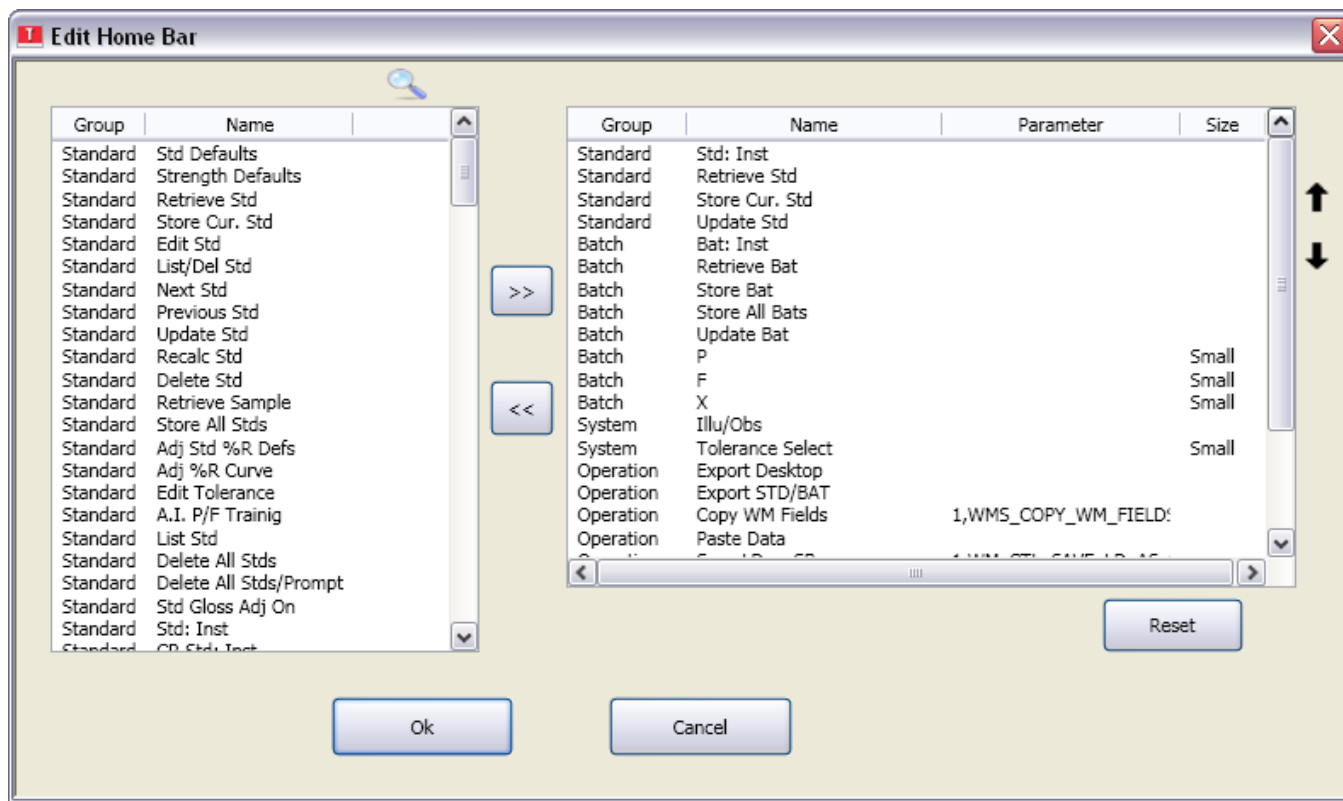 T Edit Home Bar
Group Name
Standard Std Defaults
Standard Strength Defaults
Standard Retrieve Std
Standard Store Cur. Std
Standard Edit Std
Standard List/Del Std
Standard Next Std
Standard Previous Std
Standard Update Std
Standard Recalc Std
Standard Delete Std
Standard Retrieve Sample
Standard Store All Stds
Standard Adj Std %R Defs
Standard Adj %R Curve
Standard Edit Tolerance
Standard A.I. P/F Trainig
Standard List Std
Standard Delete All Stds
Standard Delete All Stds/Prompt
Standard Std Gloss Adj On
Standard Std: Inst
Standard CP Std: Inst
>>
<<
Group Name Parameter Size
Standard Std: Inst
Standard Retrieve Std
Standard Store Cur. Std
Standard Update Std
Batch Bat: Inst
Batch Retrieve Bat
Batch Store Bat
Batch Store All Bats
Batch Update Bat
Batch P Small
Batch F Small
Batch X Small
System Illu/Obs
System Tolerance Select Small
Operation Export Desktop
Operation Export STD/BAT
Operation Copy WM Fields 1,WMS_COPY_WM_FIELDS
Operation Paste Data
Operation
Reset
Ok Cancel